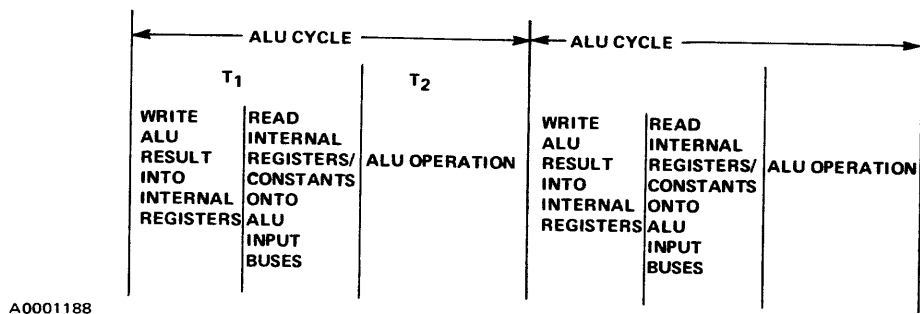 ALU CYCLE
ALU CYCLE
T1
T2
WRITE
ALU
RESULT
INTO
INTERNAL
REGISTERS
READ
INTERNAL
REGISTERS/
CONSTANTS
ONTO
ALU
INPUT
BUSES
ALU OPERATION
WRITE
ALU
RESULT
INTO
INTERNAL
REGISTERS
READ
INTERNAL
REGISTERS/
CONSTANTS
ONTO
ALU
INPUT
BUSES
ALU OPERATION
A0001188